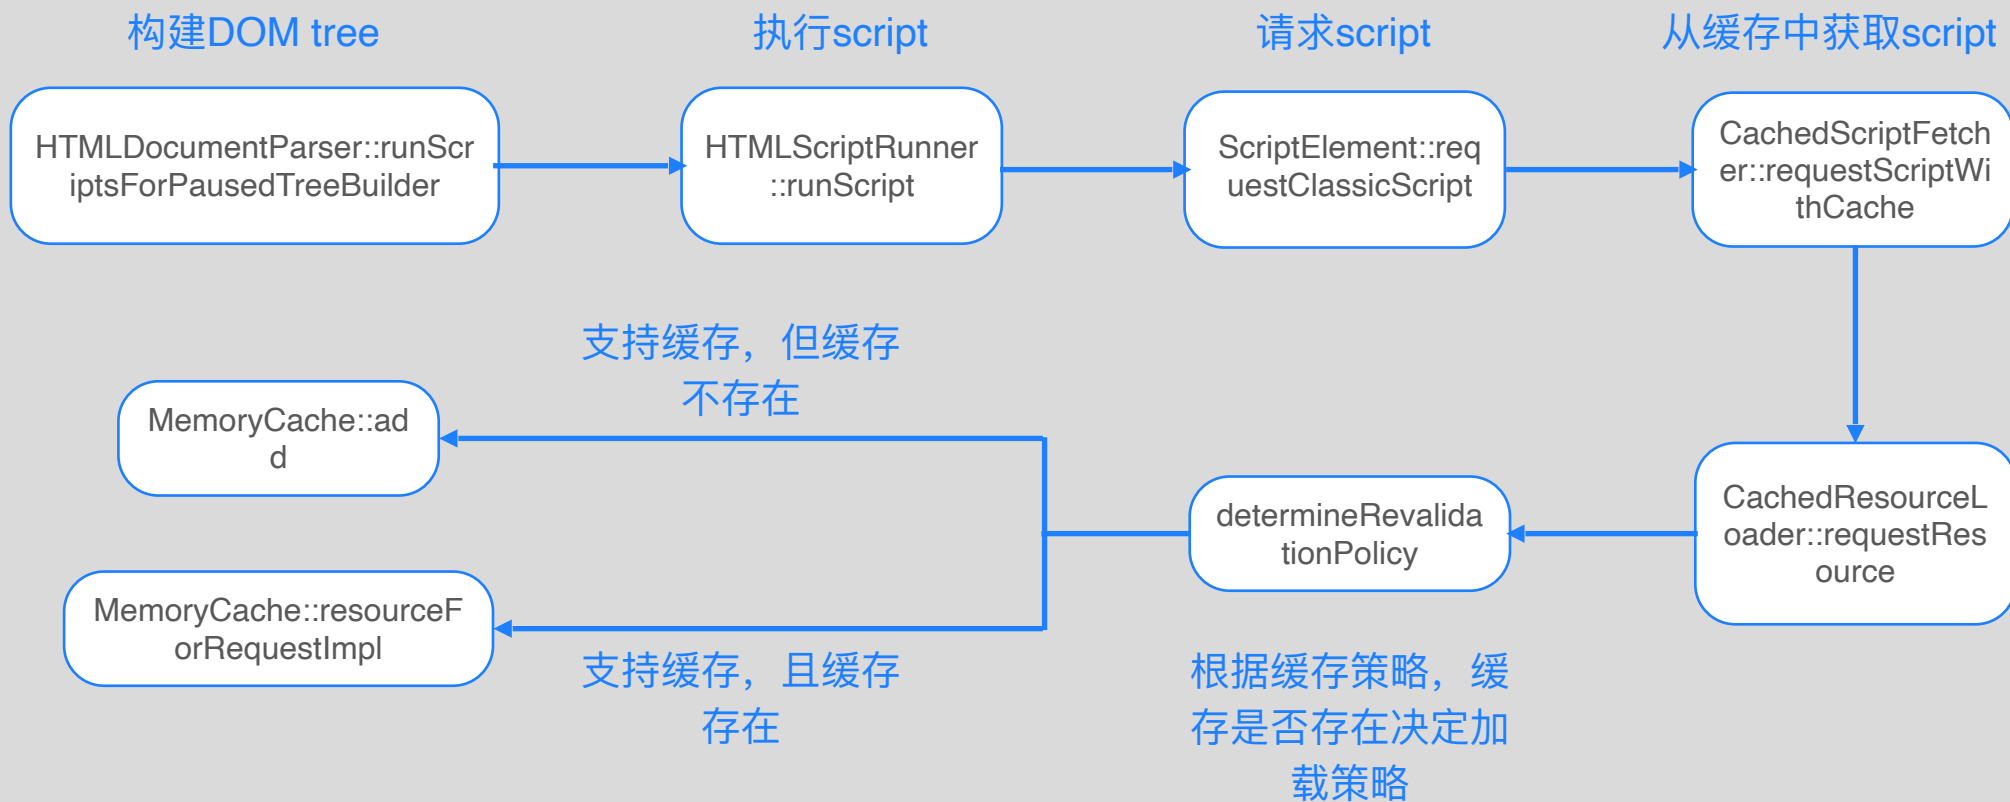 构建DOM tree
执行script
请求script
从缓存中获取script
HTMLDocumentParser::runScr
iptsForPausedTreeBuilder
HTMLScriptRunner
::runScript
ScriptElement::req
uestClassicScript
CachedScriptFetch
er::requestScriptWi
thCache
支持缓存，但缓存
不存在
MemoryCache::ad
d
determineRevalida
tionPolicy
CachedResourceL
oader::requestRes
ource
MemoryCache::resourceF
orRequestImpl
支持缓存，且缓存
存在
根据缓存策略，缓
存是否存在决定加
载策略